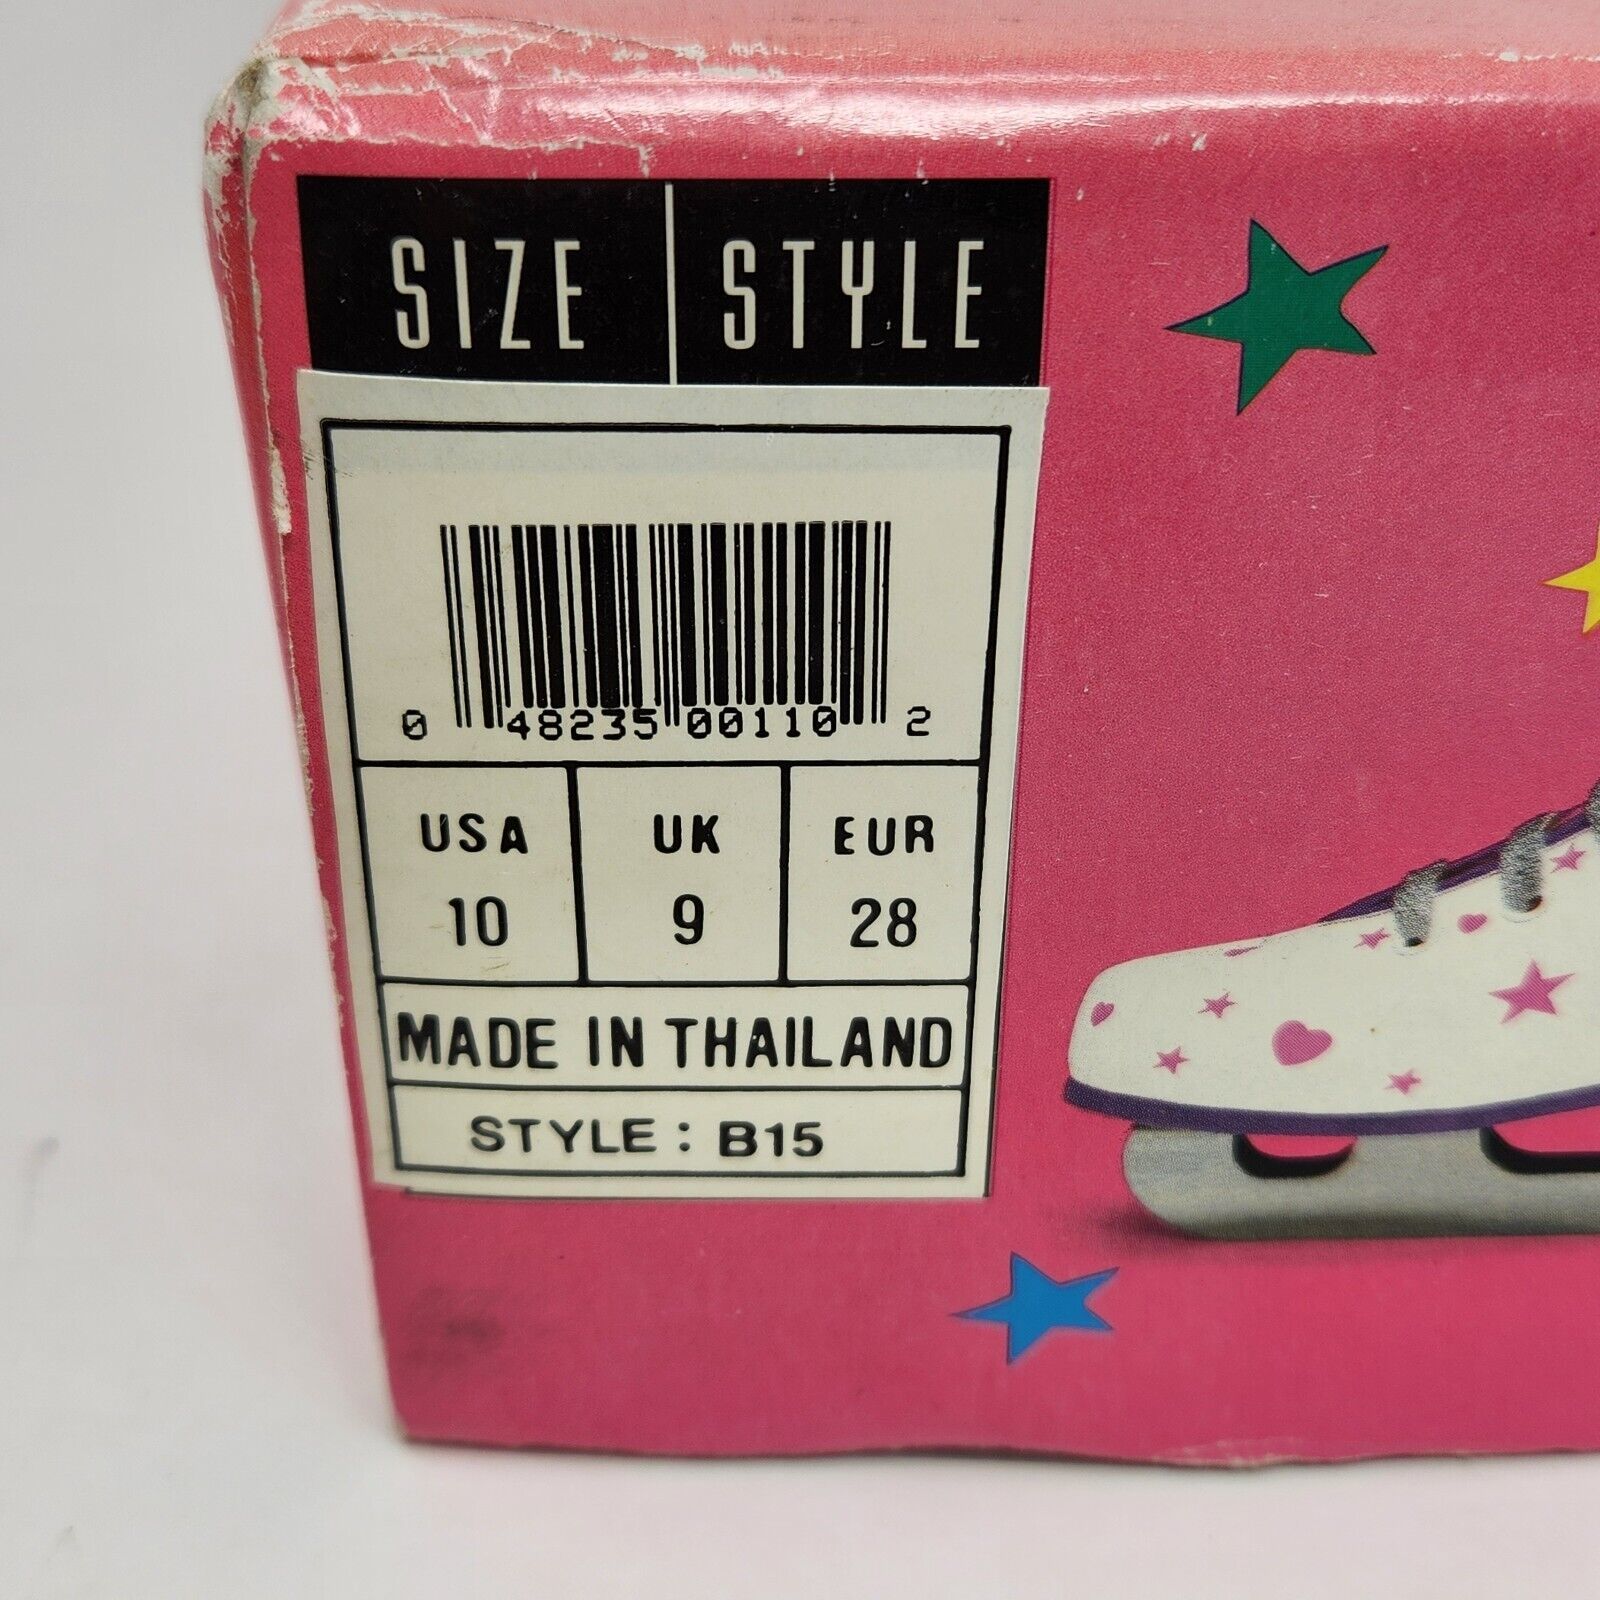 SIZE STYLE
0 48235 00110 2
USA UK EUR
10 9 28
MADE IN THAILAND
STYLE: B15